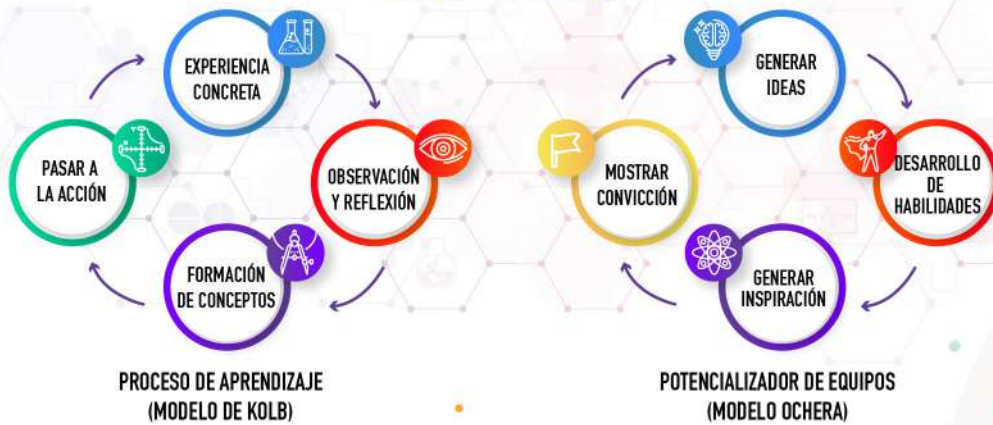 EXPERIENCIA
CONCRETA
OBSERVACIÓN
Y REFLEXIÓN
FORMACIÓN
DE CONCEPTOS
PASAR A
LA ACCIÓN
PROCESO DE APRENDIZAJE
(MODELO DE KOLB)
GENERAR
IDEAS
DESARROLLO
DE
HABILIDADES
GENERAR
INSPIRACIÓN
MOSTRAR
CONVICCIÓN
POTENCIALIZADOR DE EQUIPOS
(MODELO OCHERA)